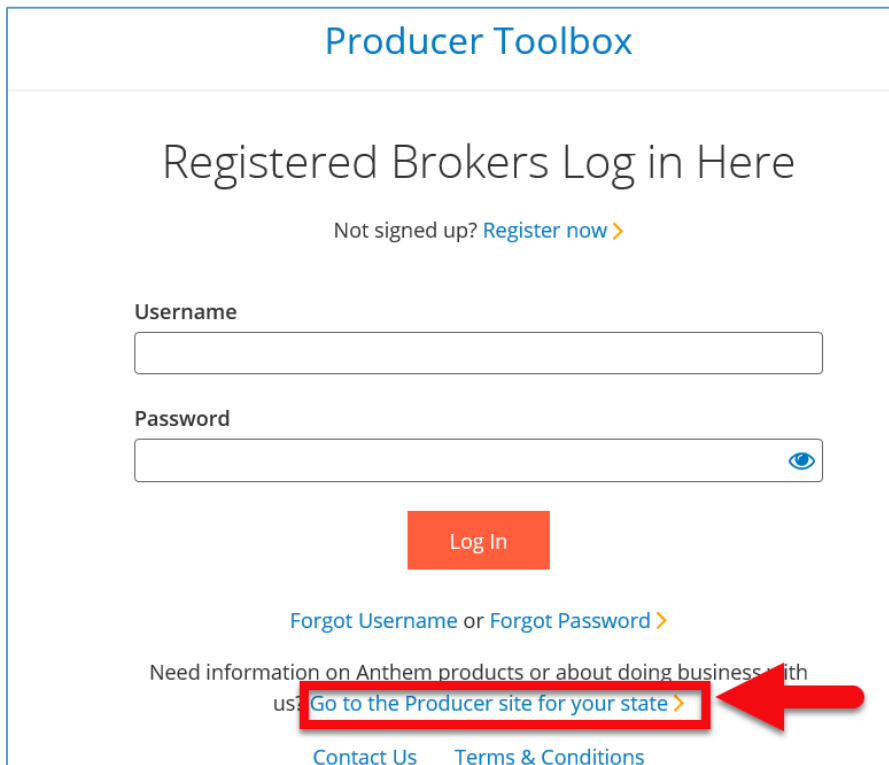 Producer Toolbox
Registered Brokers Log in Here
Not signed up? Register now >
Username
Password
Log In
Forgot Username or Forgot Password >
Need information on Anthem products or about doing business with
us? Go to the Producer site for your state >
Contact Us Terms & Conditions